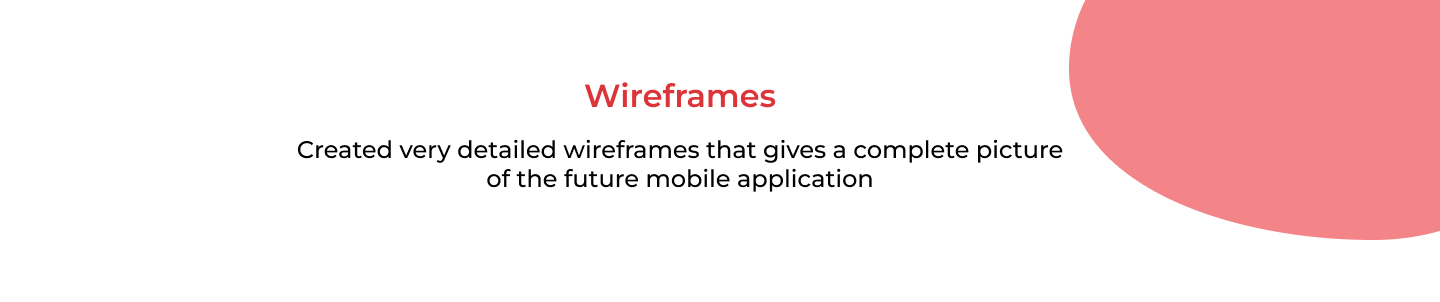 Wireframes
Created very detailed wireframes that gives a complete picture
of the future mobile application